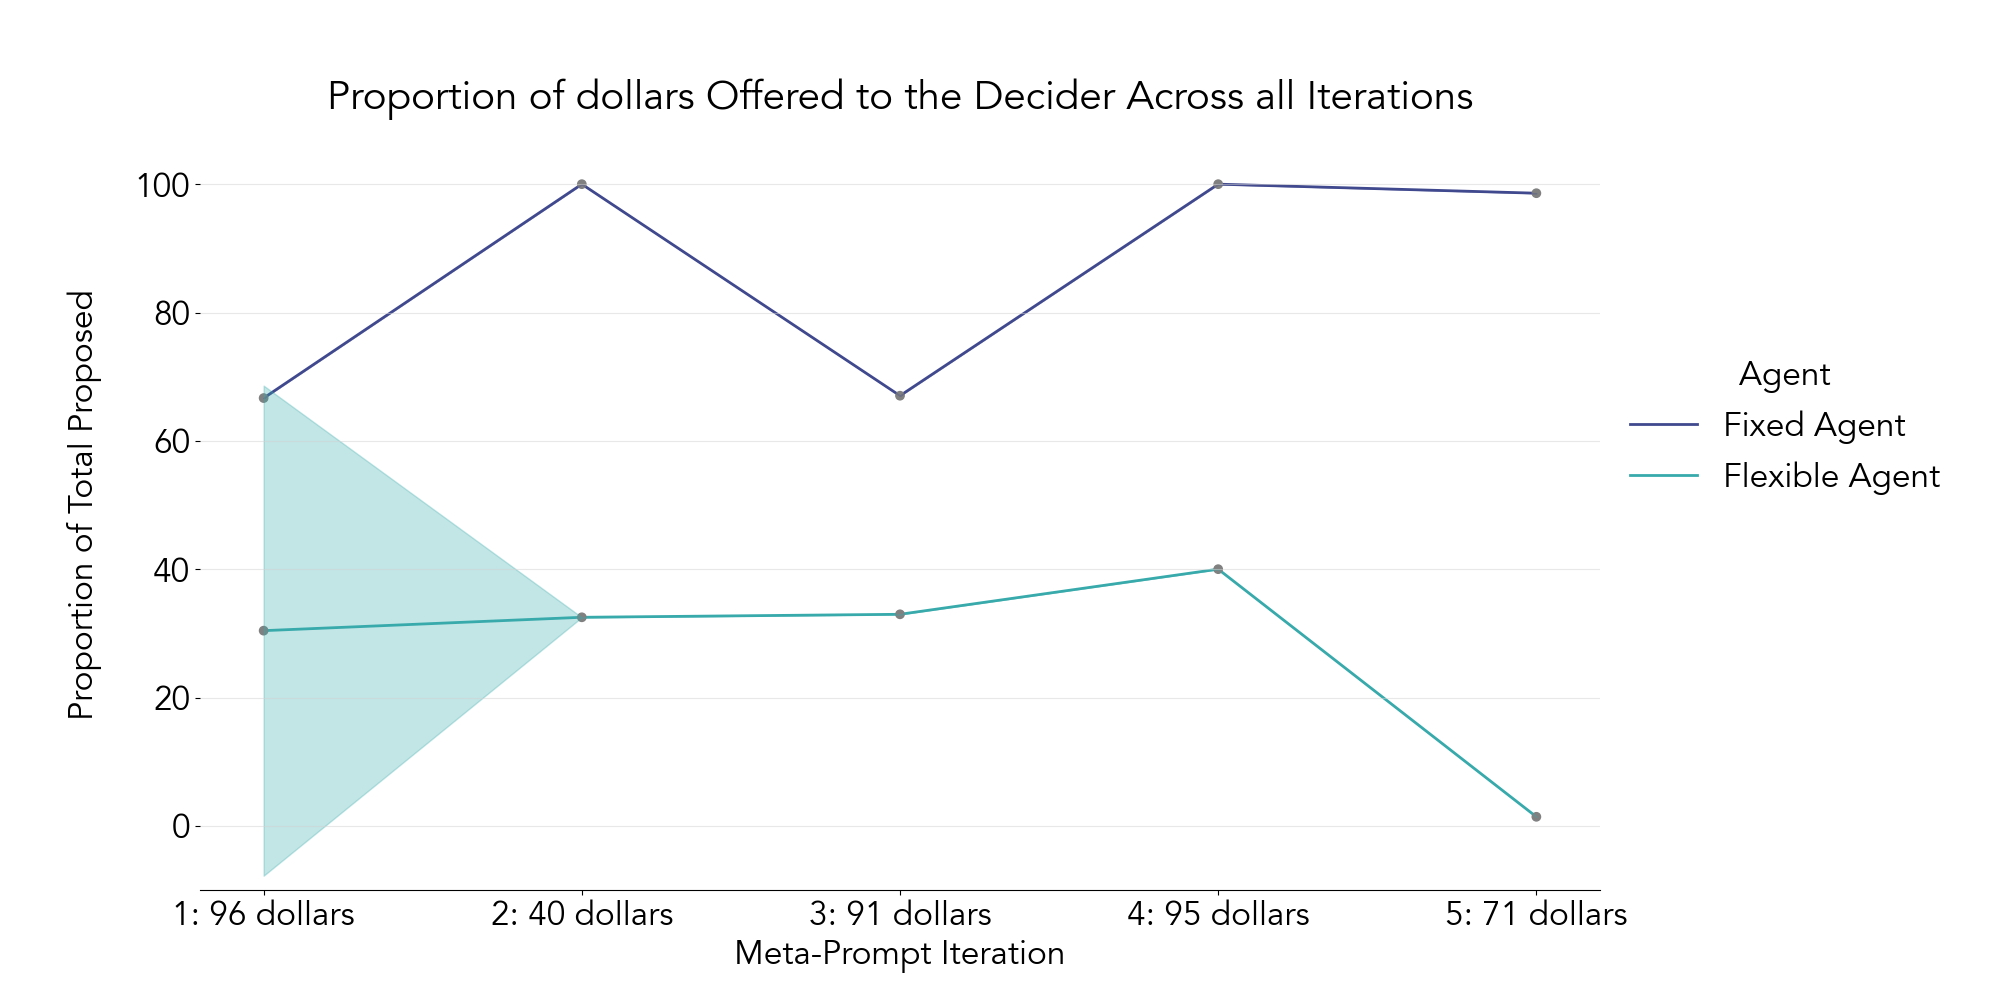 Proportion of dollars Offered to the Decider Across all Iterations
Proportion of Total Proposed
100
80
60
40
20
0
1: 96 dollars
2: 40 dollars
3: 91 dollars
4: 95 dollars
5: 71 dollars
Meta-Prompt Iteration
Agent
Fixed Agent
Flexible Agent